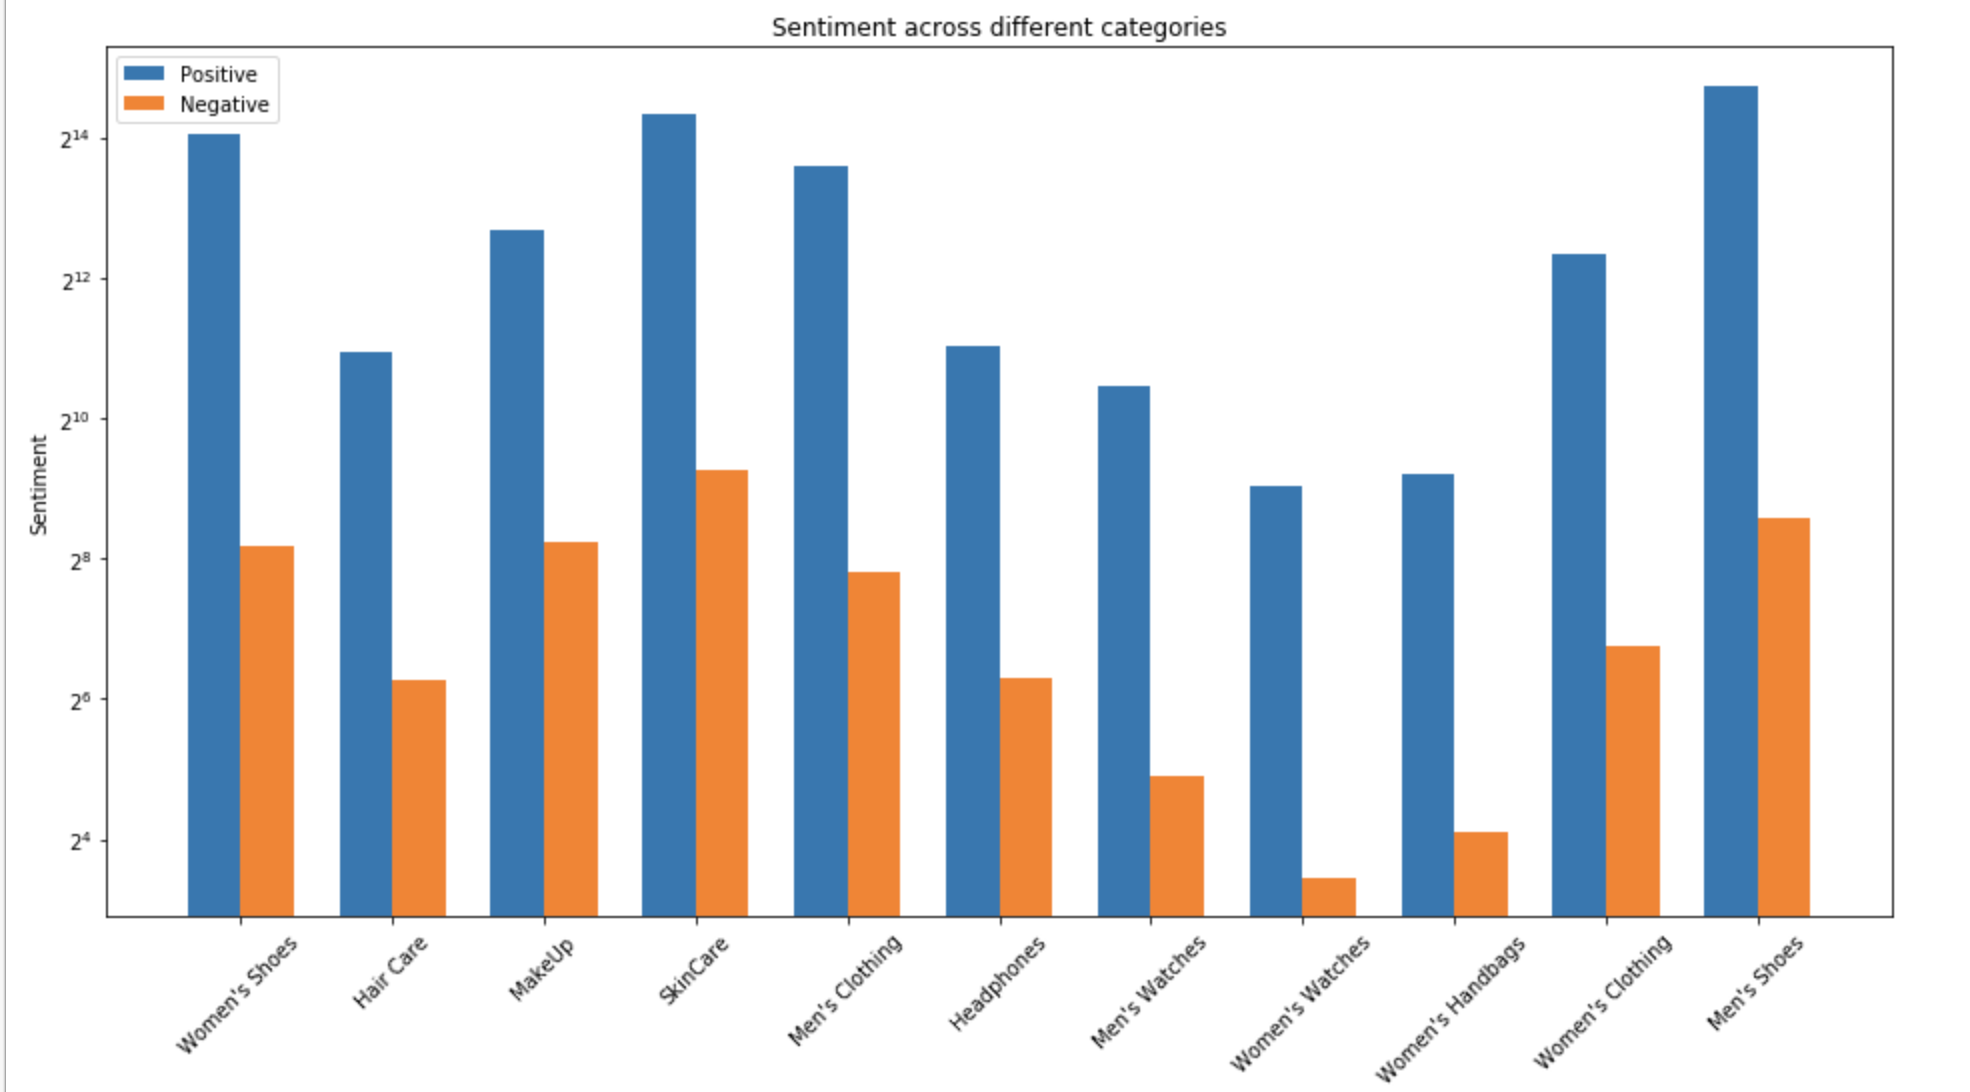 Sentiment across different categories
Positive
Negative
2¹⁴
2¹²
2¹⁰
2⁸
2⁶
2⁴
Sentiment
Women's Shoes
Hair Care
MakeUp
SkinCare
Men's Clothing
Headphones
Men's Watches
Women's Watches
Women's Handbags
Women's Clothing
Men's Shoes